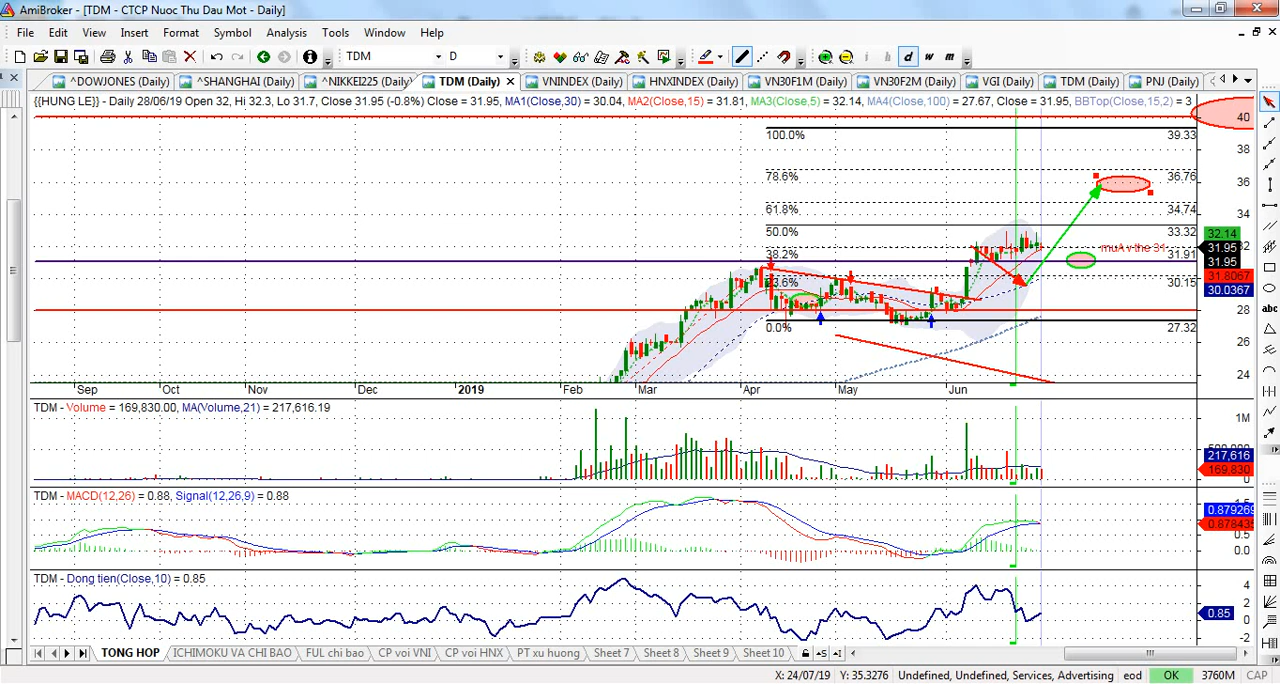 AmiBroker - [TDM - CTCP Nuoc Thu Dau Mot - Daily]
File Edit View Insert Format Symbol Analysis Tools Window Help
TDM D d w m
^DOWJONES (Daily) ^SHANGHAI (Daily) ^NIKKEI225 (Daily) TDM (Daily) VNINDEX (Daily) HNXINDEX (Daily) VN30F1M (Daily) VN30F2M (Daily) VGI (Daily) TDM (Daily) PNJ (Daily)
{{HUNG LE}} - Daily 28/06/19 Open 32, Hi 32.3, Lo 31.7, Close 31.95 (-0.8%) Close = 31.95, MA1(Close,30) = 30.04, MA2(Close,15) = 31.81, MA3(Close,5) = 32.14, MA4(Close,100) = 27.67, Close = 31.95, BBTop(Close,15,2) = 3
40
100.0% 39.33
38
78.6% 36.76
36
61.8% 34.74
34
50.0% 33.32
32.14
31.95
38.2% 31.91
31.95
31.8067
23.6% 30.15
30.0367
28
0.0% 27.32
26
24
Sep Oct Nov Dec 2019 Feb Mar Apr May Jun
TDM - Volume = 169,830.00, MA(Volume,21) = 217,616.19
1M
217,616
169,830
0
TDM - MACD(12,26) = 0.88, Signal(12,26,9) = 0.88
0.879269
0.878435
0.5
0.0
TDM - Dong tien(Close,10) = 0.85
4
2
0.85
0
-2
TONG HOP ICHIMOKU VA CHI BAO FUL chi bao CP voi VNI CP voi HNX PT xu huong Sheet 7 Sheet 8 Sheet 9 Sheet 10
X: 24/07/19 Y: 35.3276 Undefined, Undefined, Services, Advertising eod OK 3760M CAP